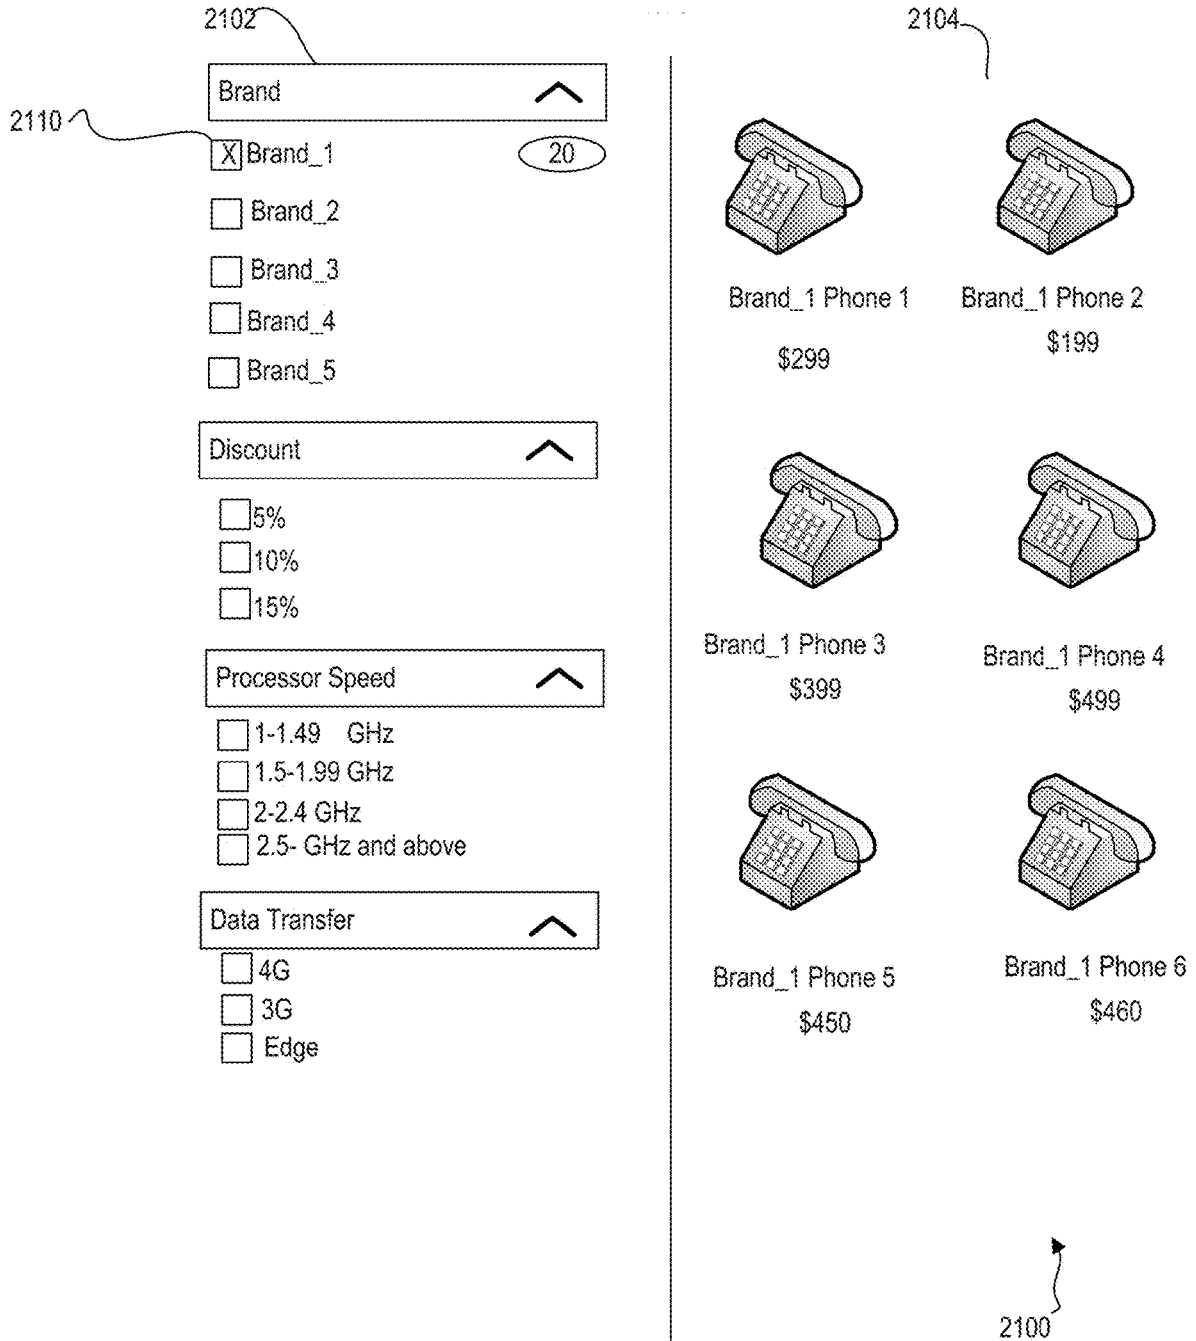 2102
2104
Brand
2110
X Brand_1
20
Brand_2
Brand_3
Brand_4
Brand_5
Discount
5%
10%
15%
Processor Speed
1-1.49 GHz
1.5-1.99 GHz
2-2.4 GHz
2.5- GHz and above
Data Transfer
4G
3G
Edge
Brand_1 Phone 1
$299
Brand_1 Phone 2
$199
Brand_1 Phone 3
$399
Brand_1 Phone 4
$499
Brand_1 Phone 5
$450
Brand_1 Phone 6
$460
2100